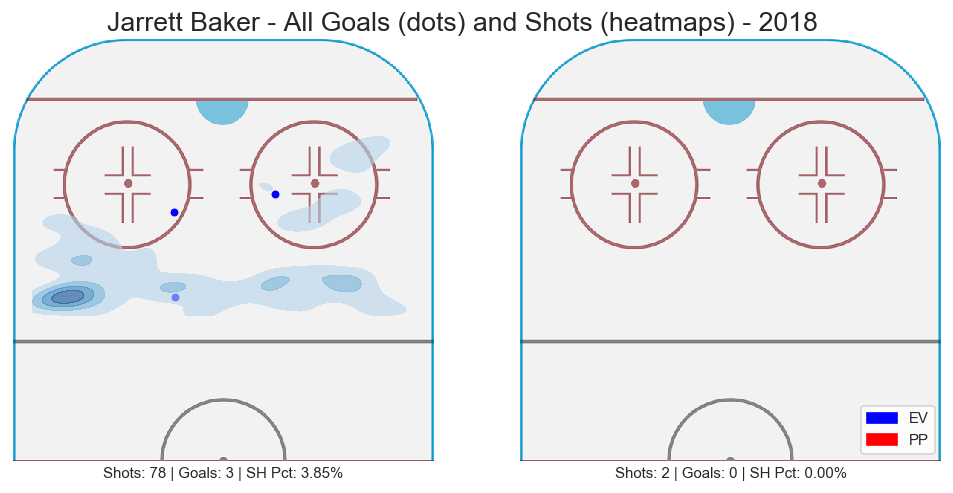 Jarrett Baker - All Goals (dots) and Shots (heatmaps) - 2018
EV
PP
Shots: 78 | Goals: 3 | SH Pct: 3.85%
Shots: 2 | Goals: 0 | SH Pct: 0.00%